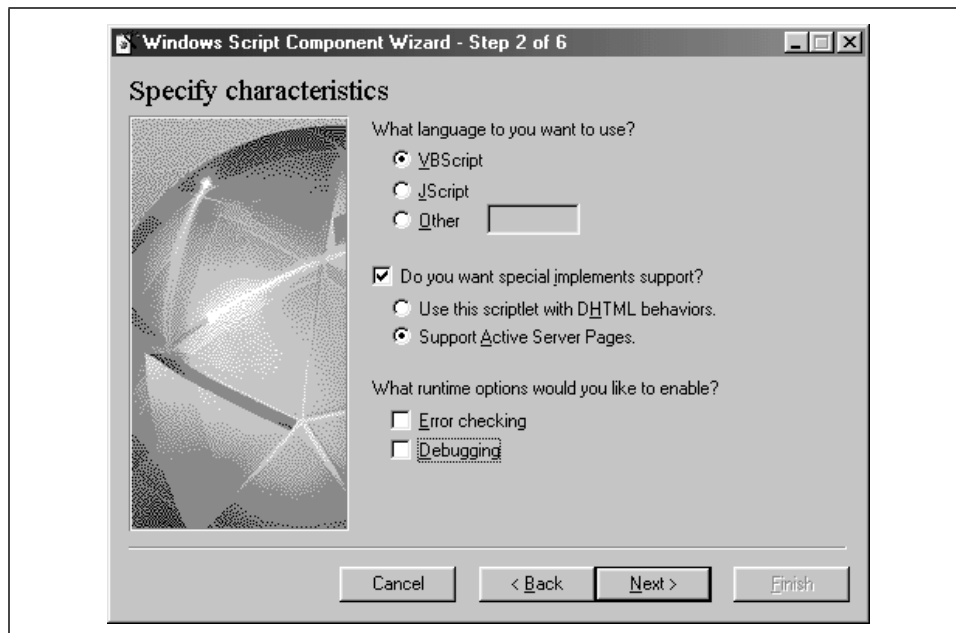 Windows Script Component Wizard - Step 2 of 6
Specify characteristics
What language to you want to use?
VBScript
JScript
Other
Do you want special implements support?
Use this scriptlet with DHTML behaviors.
Support Active Server Pages.
What runtime options would you like to enable?
Error checking
Debugging
Cancel < Back Next > Finish